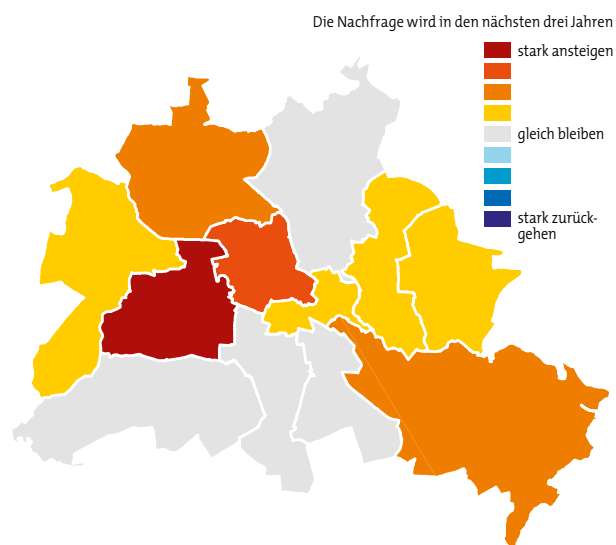 Die Nachfrage wird in den nächsten drei Jahren
stark ansteigen
gleich bleiben
stark zurück-
gehen